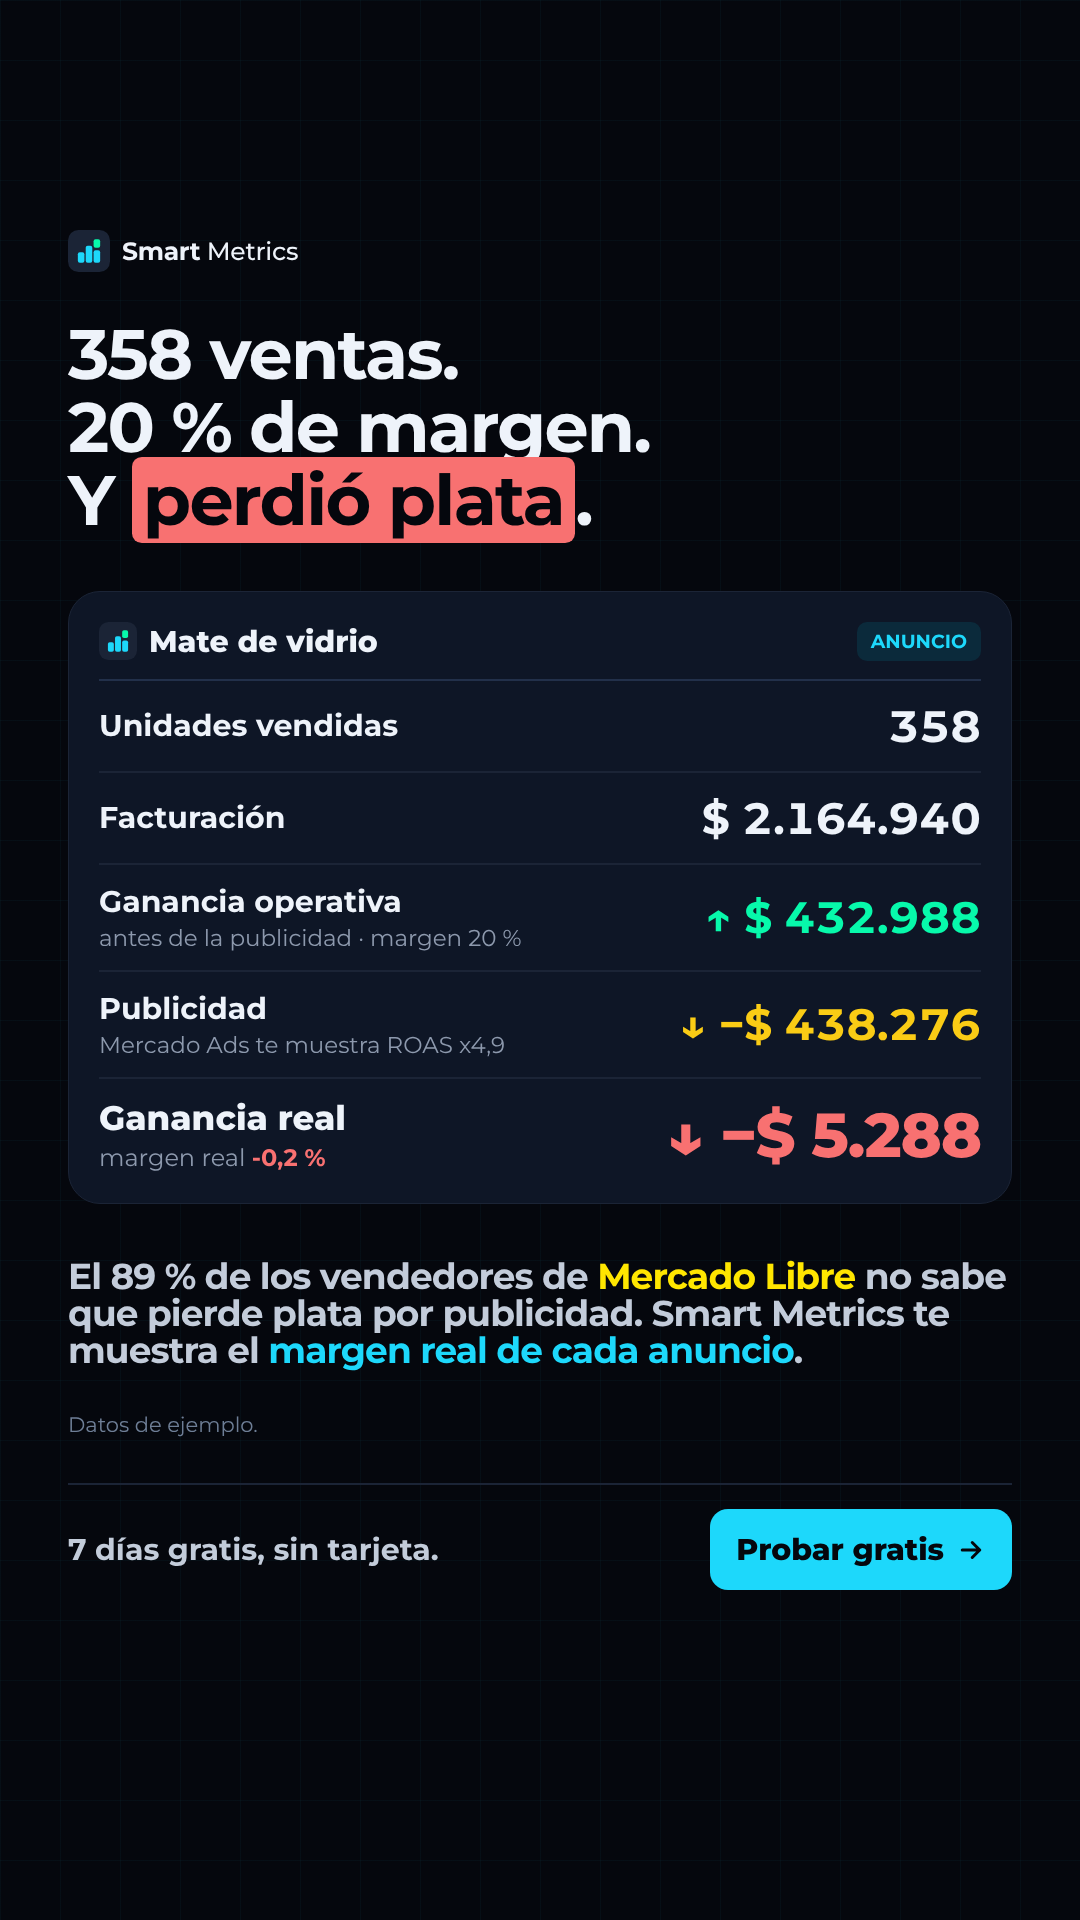 Smart Metrics
358 ventas.
20 % de margen.
Y perdió plata.
Mate de vidrio
ANUNCIO
Unidades vendidas
358
Facturación
$ 2.164.940
Ganancia operativa
antes de la publicidad · margen 20 %
↑ $ 432.988
Publicidad
Mercado Ads te muestra ROAS x4,9
↓ −$ 438.276
Ganancia real
margen real -0,2 %
↓ −$ 5.288
El 89 % de los vendedores de Mercado Libre no sabe
que pierde plata por publicidad. Smart Metrics te
muestra el margen real de cada anuncio.
Datos de ejemplo.
7 días gratis, sin tarjeta.
Probar gratis →